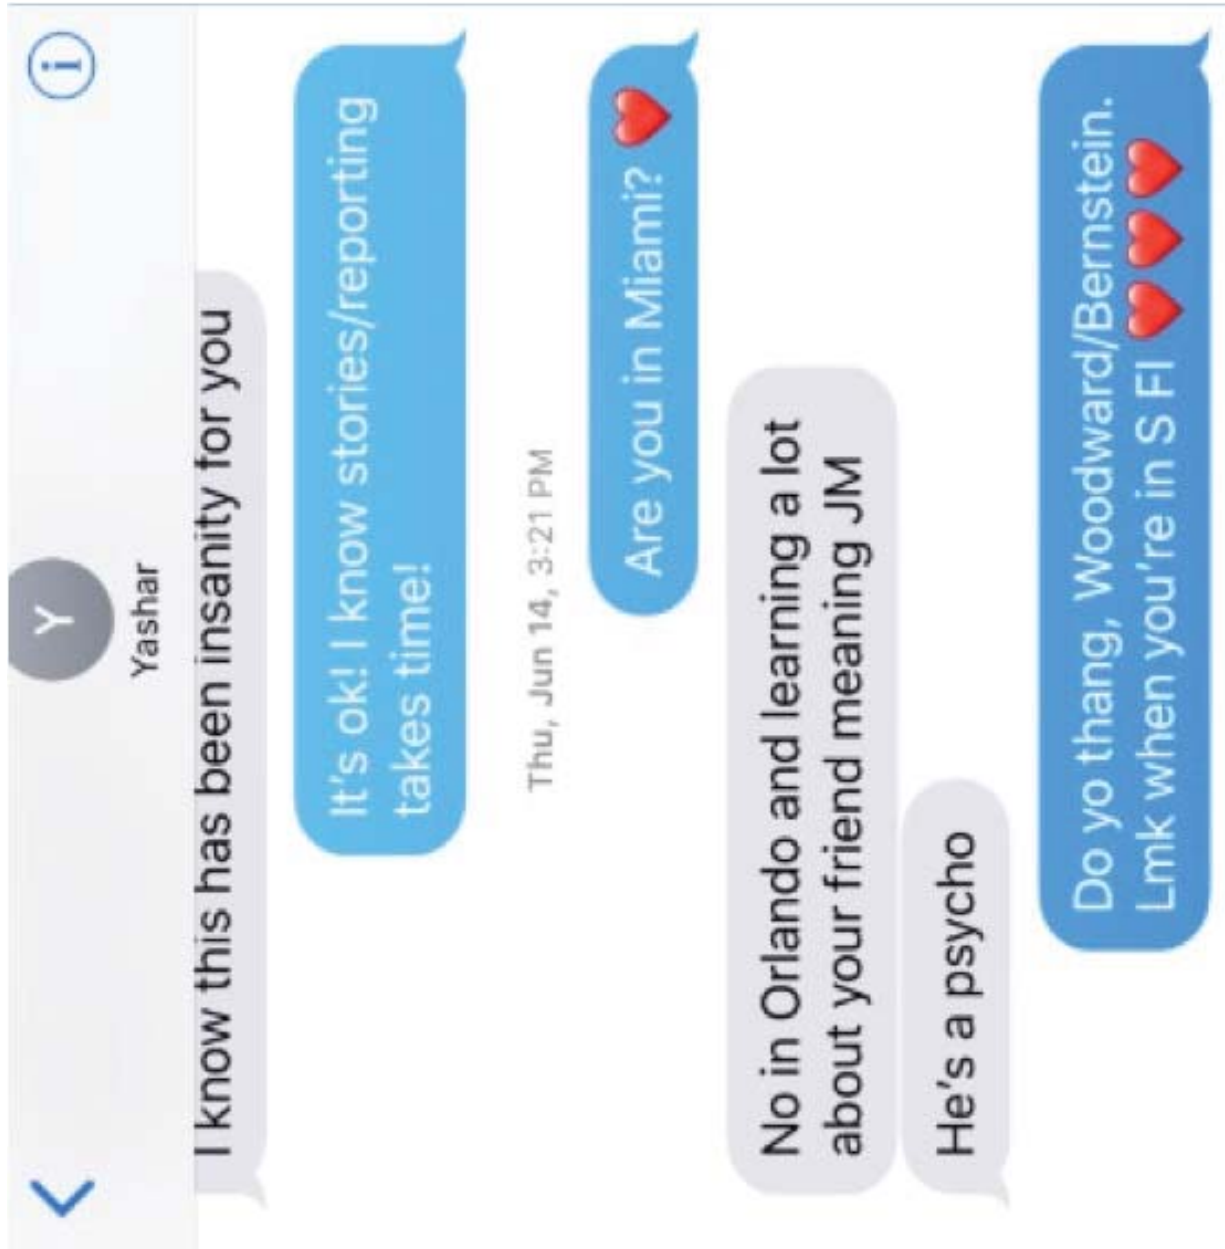 Y
Yashar
I know this has been insanity for you
It's ok! I know stories/reporting
takes time!
Thu, Jun 14, 3:21 PM
Are you in Miami? ❤️
No in Orlando and learning a lot
about your friend meaning JM
He's a psycho
Do yo thang, Woodward/Bernstein.
Lmk when you're in S Fl ❤️❤️❤️